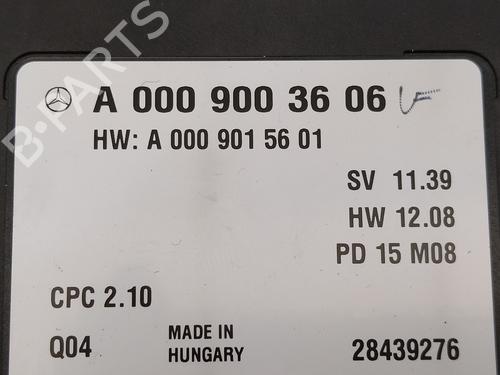 B-PARTS
A 000 900 36 06
HW: A 000 901 56 01
SV 11.39
HW 12.08
PD 15 M08
CPC 2.10
Q04
MADE IN
HUNGARY
28439276